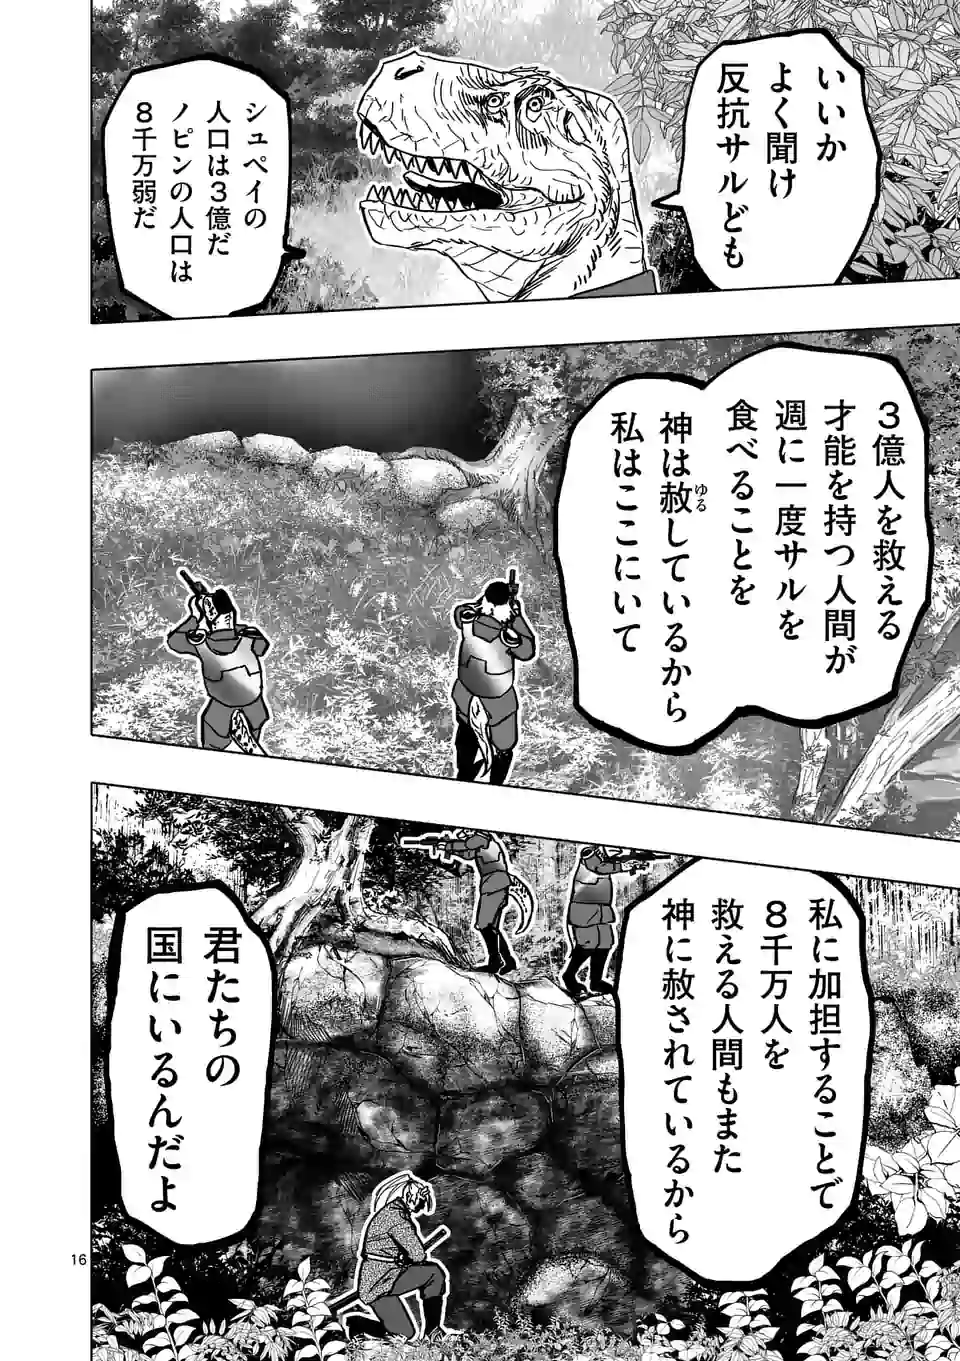 いいか
よく聞け
反抗サルども
シュペイの
人口は3億だ
ノピンの人口は
8千万弱だ
3億人を救える
才能を持つ人間が
週に一度サルを
食べることを
神は赦しているから
ゆる
私はここにいて
私に加担することで
8千万人を
救える人間もまた
神に赦されているから
君たちの
国にいるんだよ
16